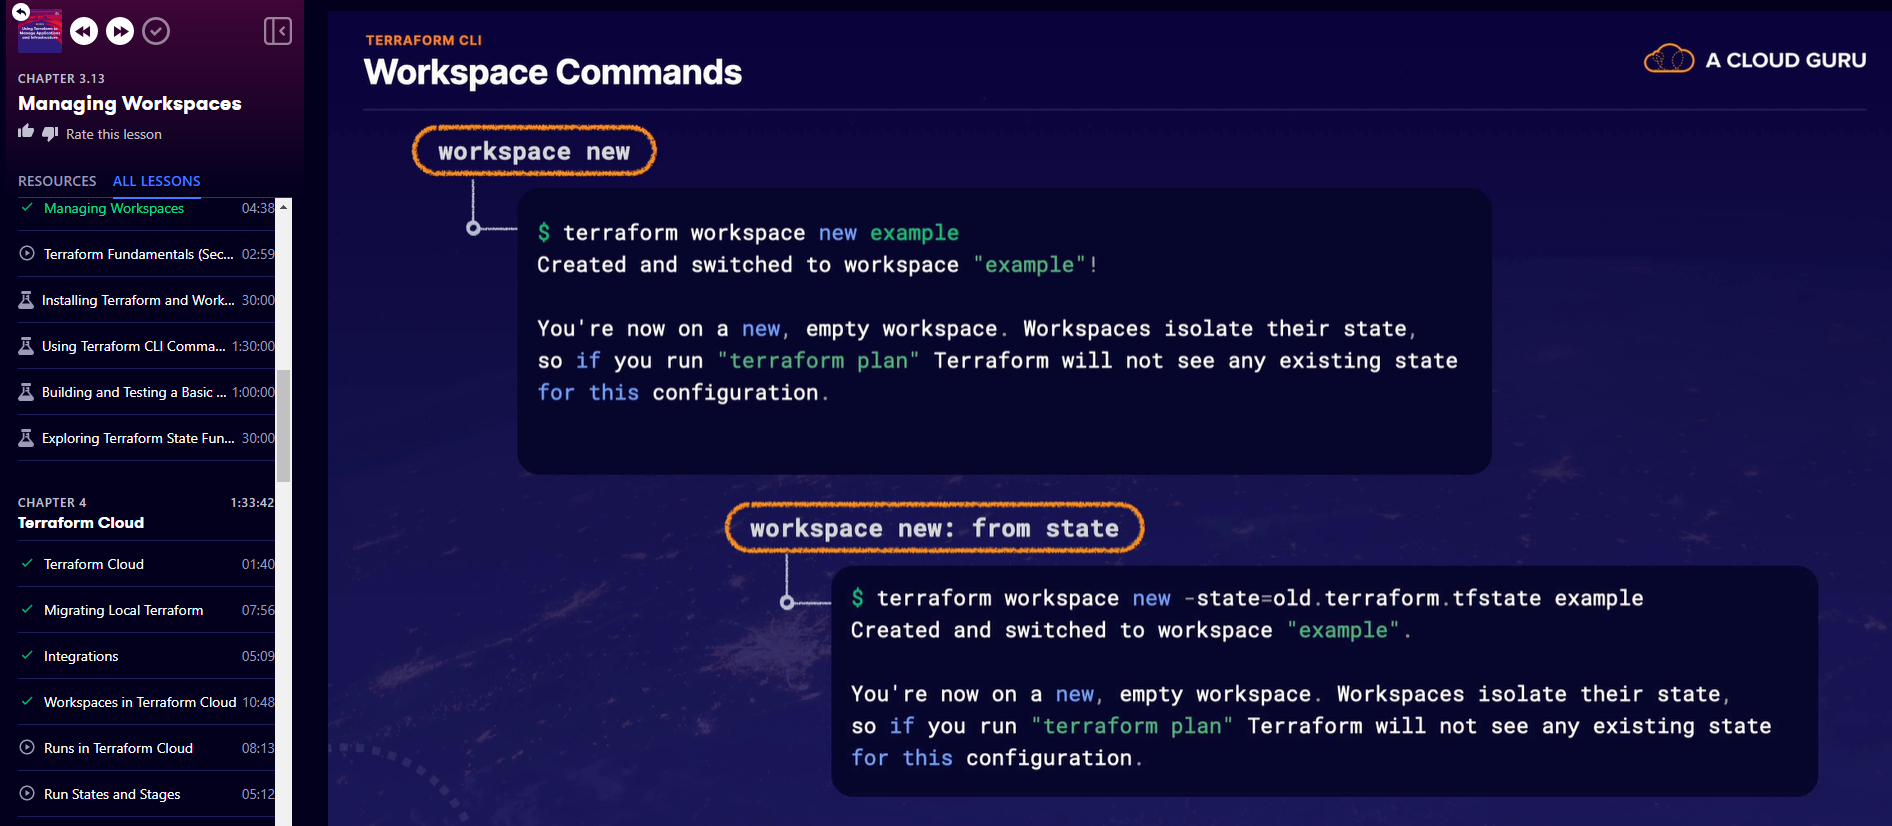 CHAPTER 3.13
Managing Workspaces
Rate this lesson
RESOURCES ALL LESSONS
Managing Workspaces 04:38
Terraform Fundamentals (Sec... 02:59
Installing Terraform and Work... 30:00
Using Terraform CLI Comma... 1:30:00
Building and Testing a Basic ... 1:00:00
Exploring Terraform State Fun... 30:00
CHAPTER 4 1:33:42
Terraform Cloud
Terraform Cloud 01:40
Migrating Local Terraform 07:56
Integrations 05:09
Workspaces in Terraform Cloud 10:48
Runs in Terraform Cloud 08:13
Run States and Stages 05:12
TERRAFORM CLI
Workspace Commands
A CLOUD GURU
workspace new
$ terraform workspace new example
Created and switched to workspace "example"!
You're now on a new, empty workspace. Workspaces isolate their state,
so if you run "terraform plan" Terraform will not see any existing state
for this configuration.
workspace new: from state
$ terraform workspace new -state=old.terraform.tfstate example
Created and switched to workspace "example".
You're now on a new, empty workspace. Workspaces isolate their state,
so if you run "terraform plan" Terraform will not see any existing state
for this configuration.